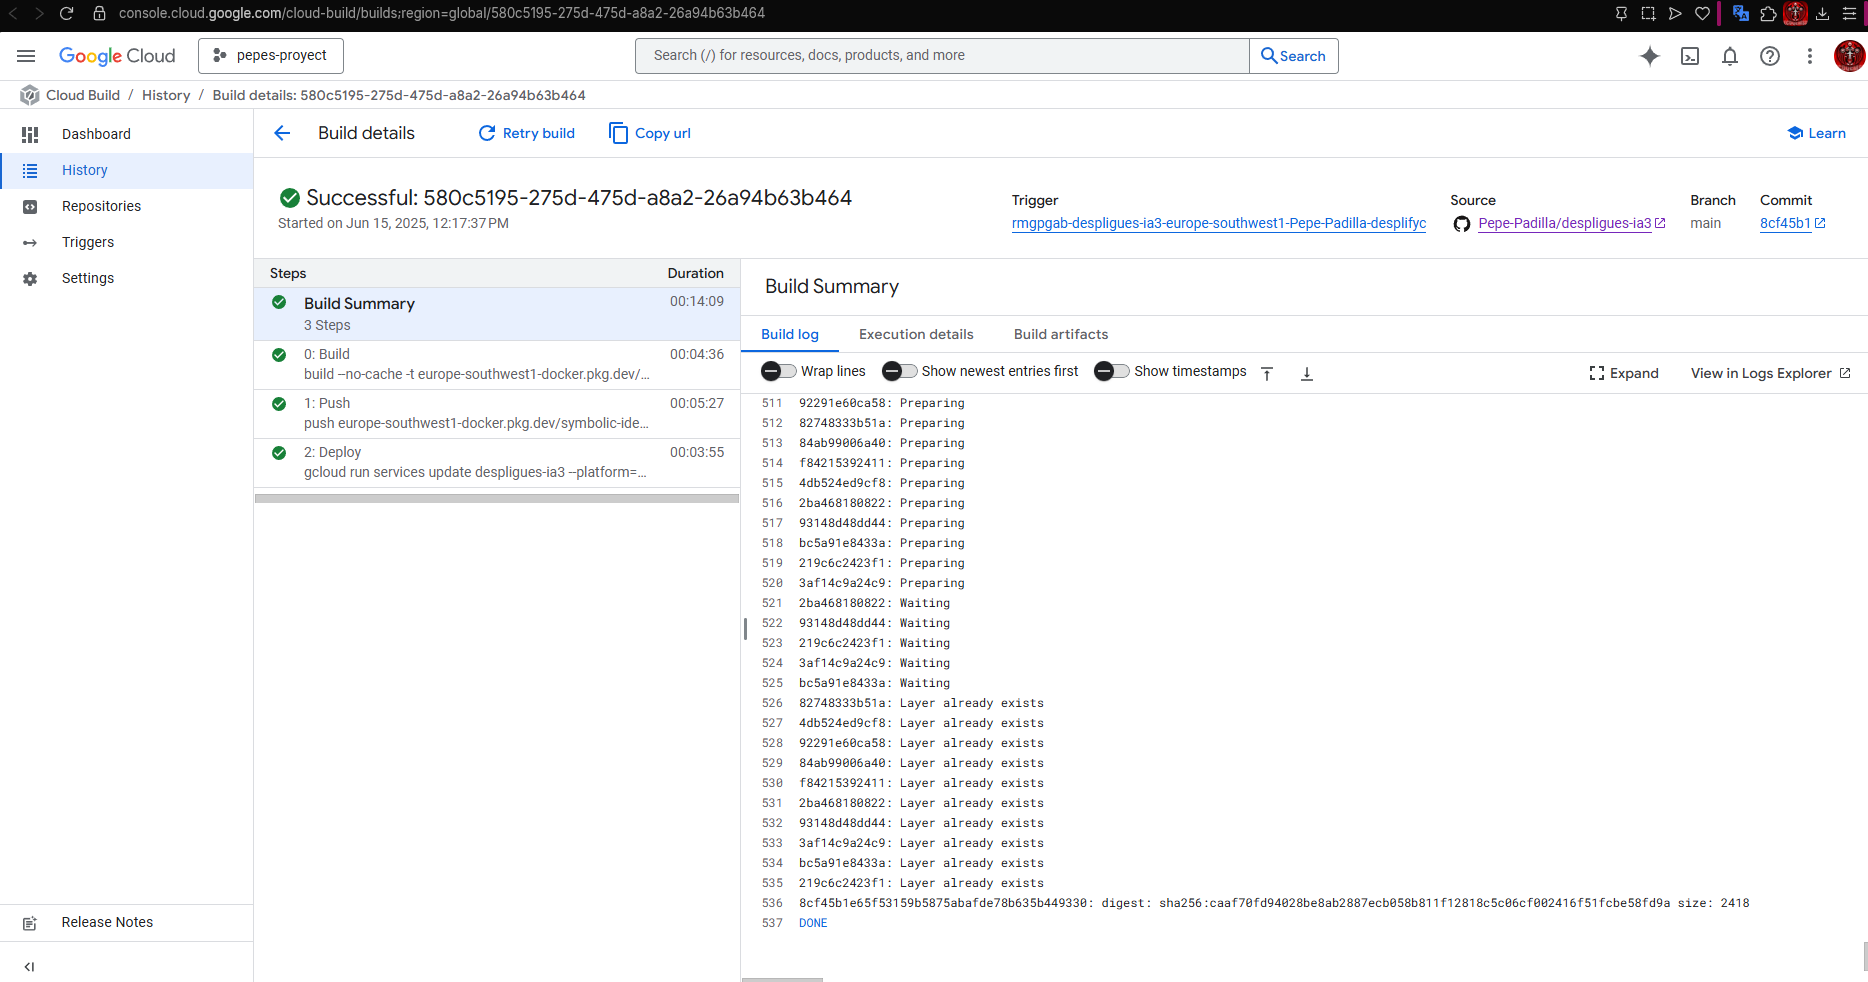 console.cloud.google.com/cloud-build/builds;region=global/580c5195-275d-475d-a8a2-26a94b63b464
Google Cloud
pepes-proyect
Search (/) for resources, docs, products, and more
Search
Cloud Build / History / Build details: 580c5195-275d-475d-a8a2-26a94b63b464
Dashboard
History
Repositories
Triggers
Settings
Release Notes
Build details
Retry build
Copy url
Learn
Successful: 580c5195-275d-475d-a8a2-26a94b63b464
Started on Jun 15, 2025, 12:17:37 PM
Trigger
rmgpgab-despligues-ia3-europe-southwest1-Pepe-Padilla-desplifyc
Source
Pepe-Padilla/despligues-ia3
Branch
main
Commit
8cf45b1
Steps Duration
Build Summary 00:14:09
3 Steps
0: Build 00:04:36
build --no-cache -t europe-southwest1-docker.pkg.dev/...
1: Push 00:05:27
push europe-southwest1-docker.pkg.dev/symbolic-ide...
2: Deploy 00:03:55
gcloud run services update despligues-ia3 --platform=...
Build Summary
Build log Execution details Build artifacts
Wrap lines Show newest entries first Show timestamps Expand View in Logs Explorer
511 92291e60ca58: Preparing
512 82748333b51a: Preparing
513 84ab99006a40: Preparing
514 f84215392411: Preparing
515 4db524ed9cf8: Preparing
516 2ba468180822: Preparing
517 93148d48dd44: Preparing
518 bc5a91e8433a: Preparing
519 219c6c2423f1: Preparing
520 3af14c9a24c9: Preparing
521 2ba468180822: Waiting
522 93148d48dd44: Waiting
523 219c6c2423f1: Waiting
524 3af14c9a24c9: Waiting
525 bc5a91e8433a: Waiting
526 82748333b51a: Layer already exists
527 4db524ed9cf8: Layer already exists
528 92291e60ca58: Layer already exists
529 84ab99006a40: Layer already exists
530 f84215392411: Layer already exists
531 2ba468180822: Layer already exists
532 93148d48dd44: Layer already exists
533 3af14c9a24c9: Layer already exists
534 bc5a91e8433a: Layer already exists
535 219c6c2423f1: Layer already exists
536 8cf45b1e65f53159b5875abafde78b635b449330: digest: sha256:caaf70fd94028be8ab2887ecb058b811f12818c5c06cf002416f51fcbe58fd9a size: 2418
537 DONE